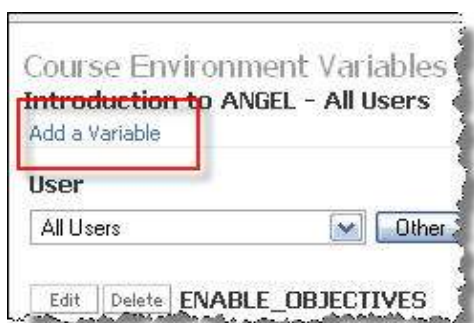 Course Environment Variables
Introduction to ANGEL - All Users
Add a Variable
User
All Users Other
Edit Delete ENABLE_OBJECTIVES